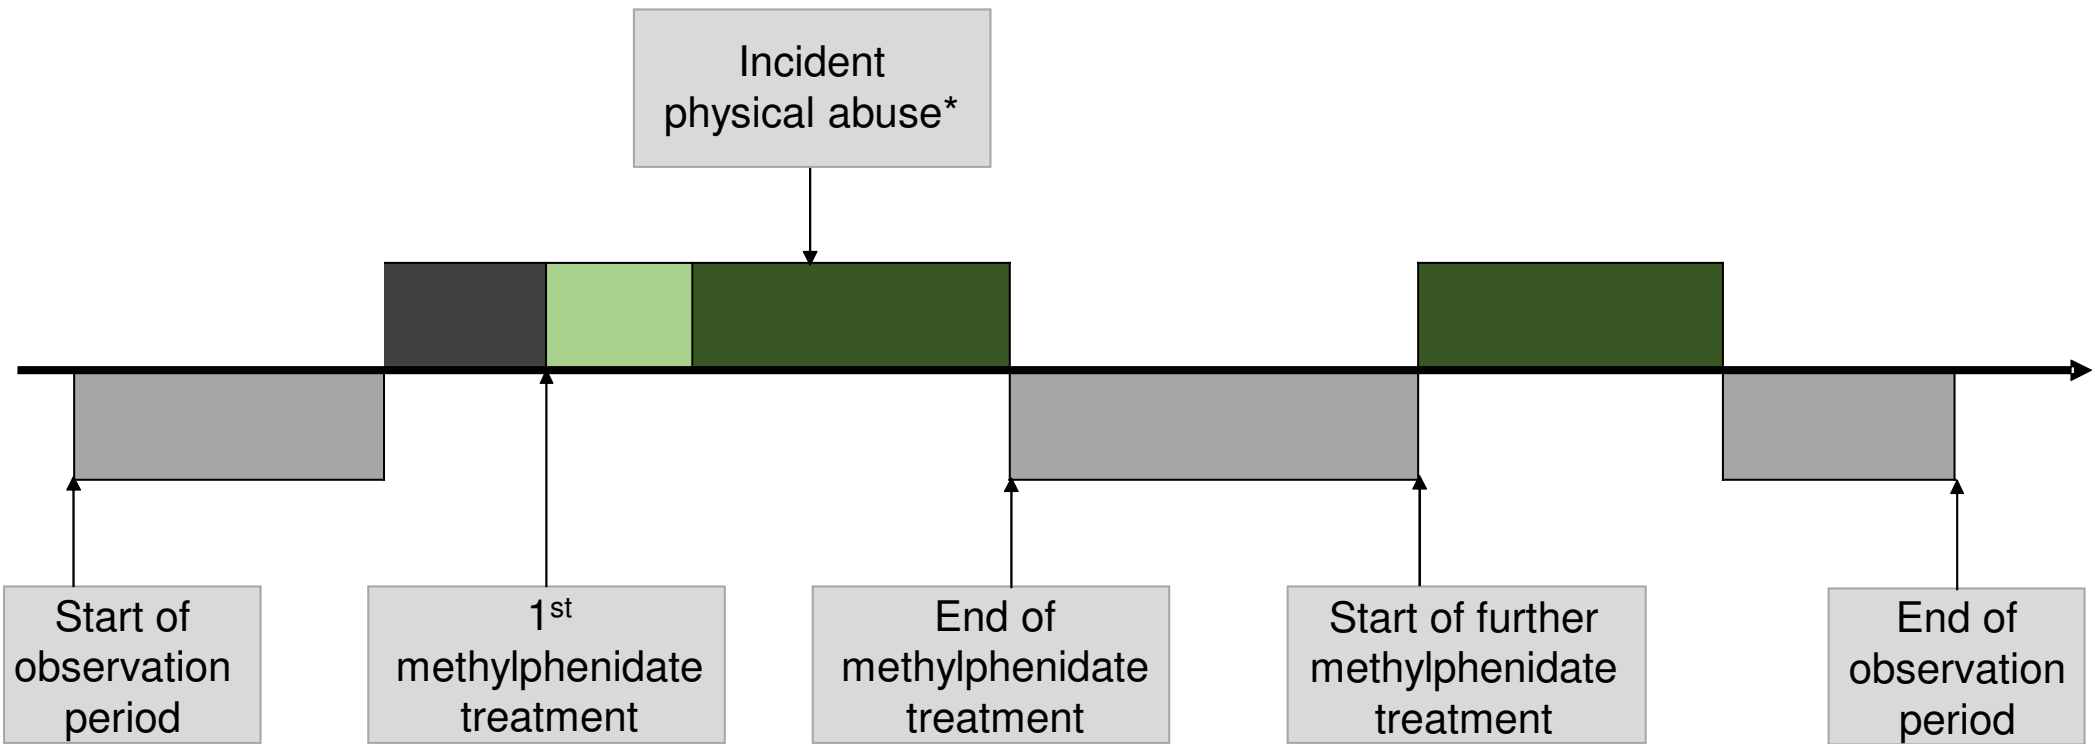 Incident
physical abuse*
Start of
observation
period
1st
methylphenidate
treatment
End of
methylphenidate
treatment
Start of further
methylphenidate
treatment
End of
observation
period